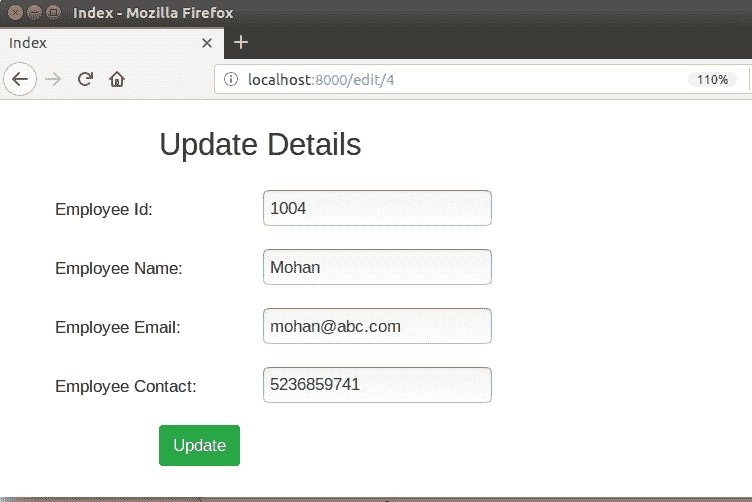 Index - Mozilla Firefox
Index
localhost:8000/edit/4 110%
Update Details
Employee Id: 1004
Employee Name: Mohan
Employee Email: mohan@abc.com
Employee Contact: 5236859741
Update